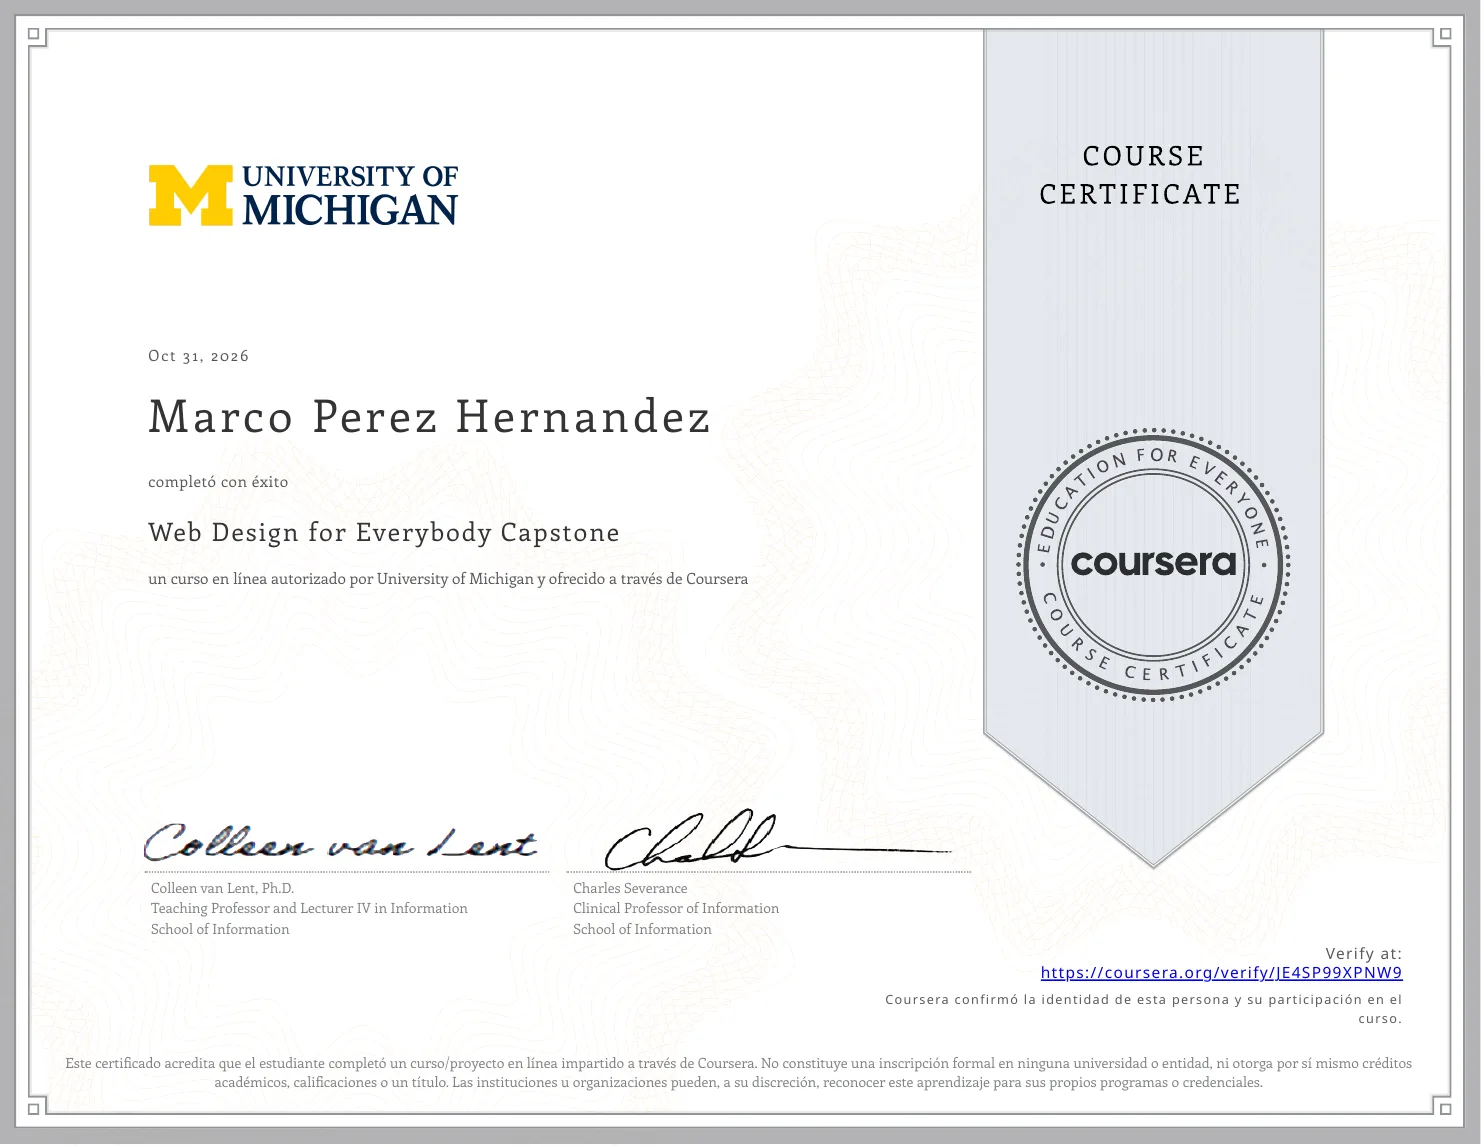 UNIVERSITY OF
MICHIGAN
COURSE
CERTIFICATE
Oct 31, 2026
Marco Perez Hernandez
completó con éxito
Web Design for Everybody Capstone
un curso en línea autorizado por University of Michigan y ofrecido a través de Coursera
EDUCATION FOR EVERYONE
coursera
COURSE CERTIFICATE
Colleen van Lent
Colleen van Lent, Ph.D.
Teaching Professor and Lecturer IV in Information
School of Information
Charles Severance
Clinical Professor of Information
School of Information
Verify at:
https://coursera.org/verify/JE4SP99XPNW9
Coursera confirmó la identidad de esta persona y su participación en el
curso.
Este certificado acredita que el estudiante completó un curso/proyecto en línea impartido a través de Coursera. No constituye una inscripción formal en ninguna universidad o entidad, ni otorga por sí mismo créditos
académicos, calificaciones o un título. Las instituciones u organizaciones pueden, a su discreción, reconocer este aprendizaje para sus propios programas o credenciales.